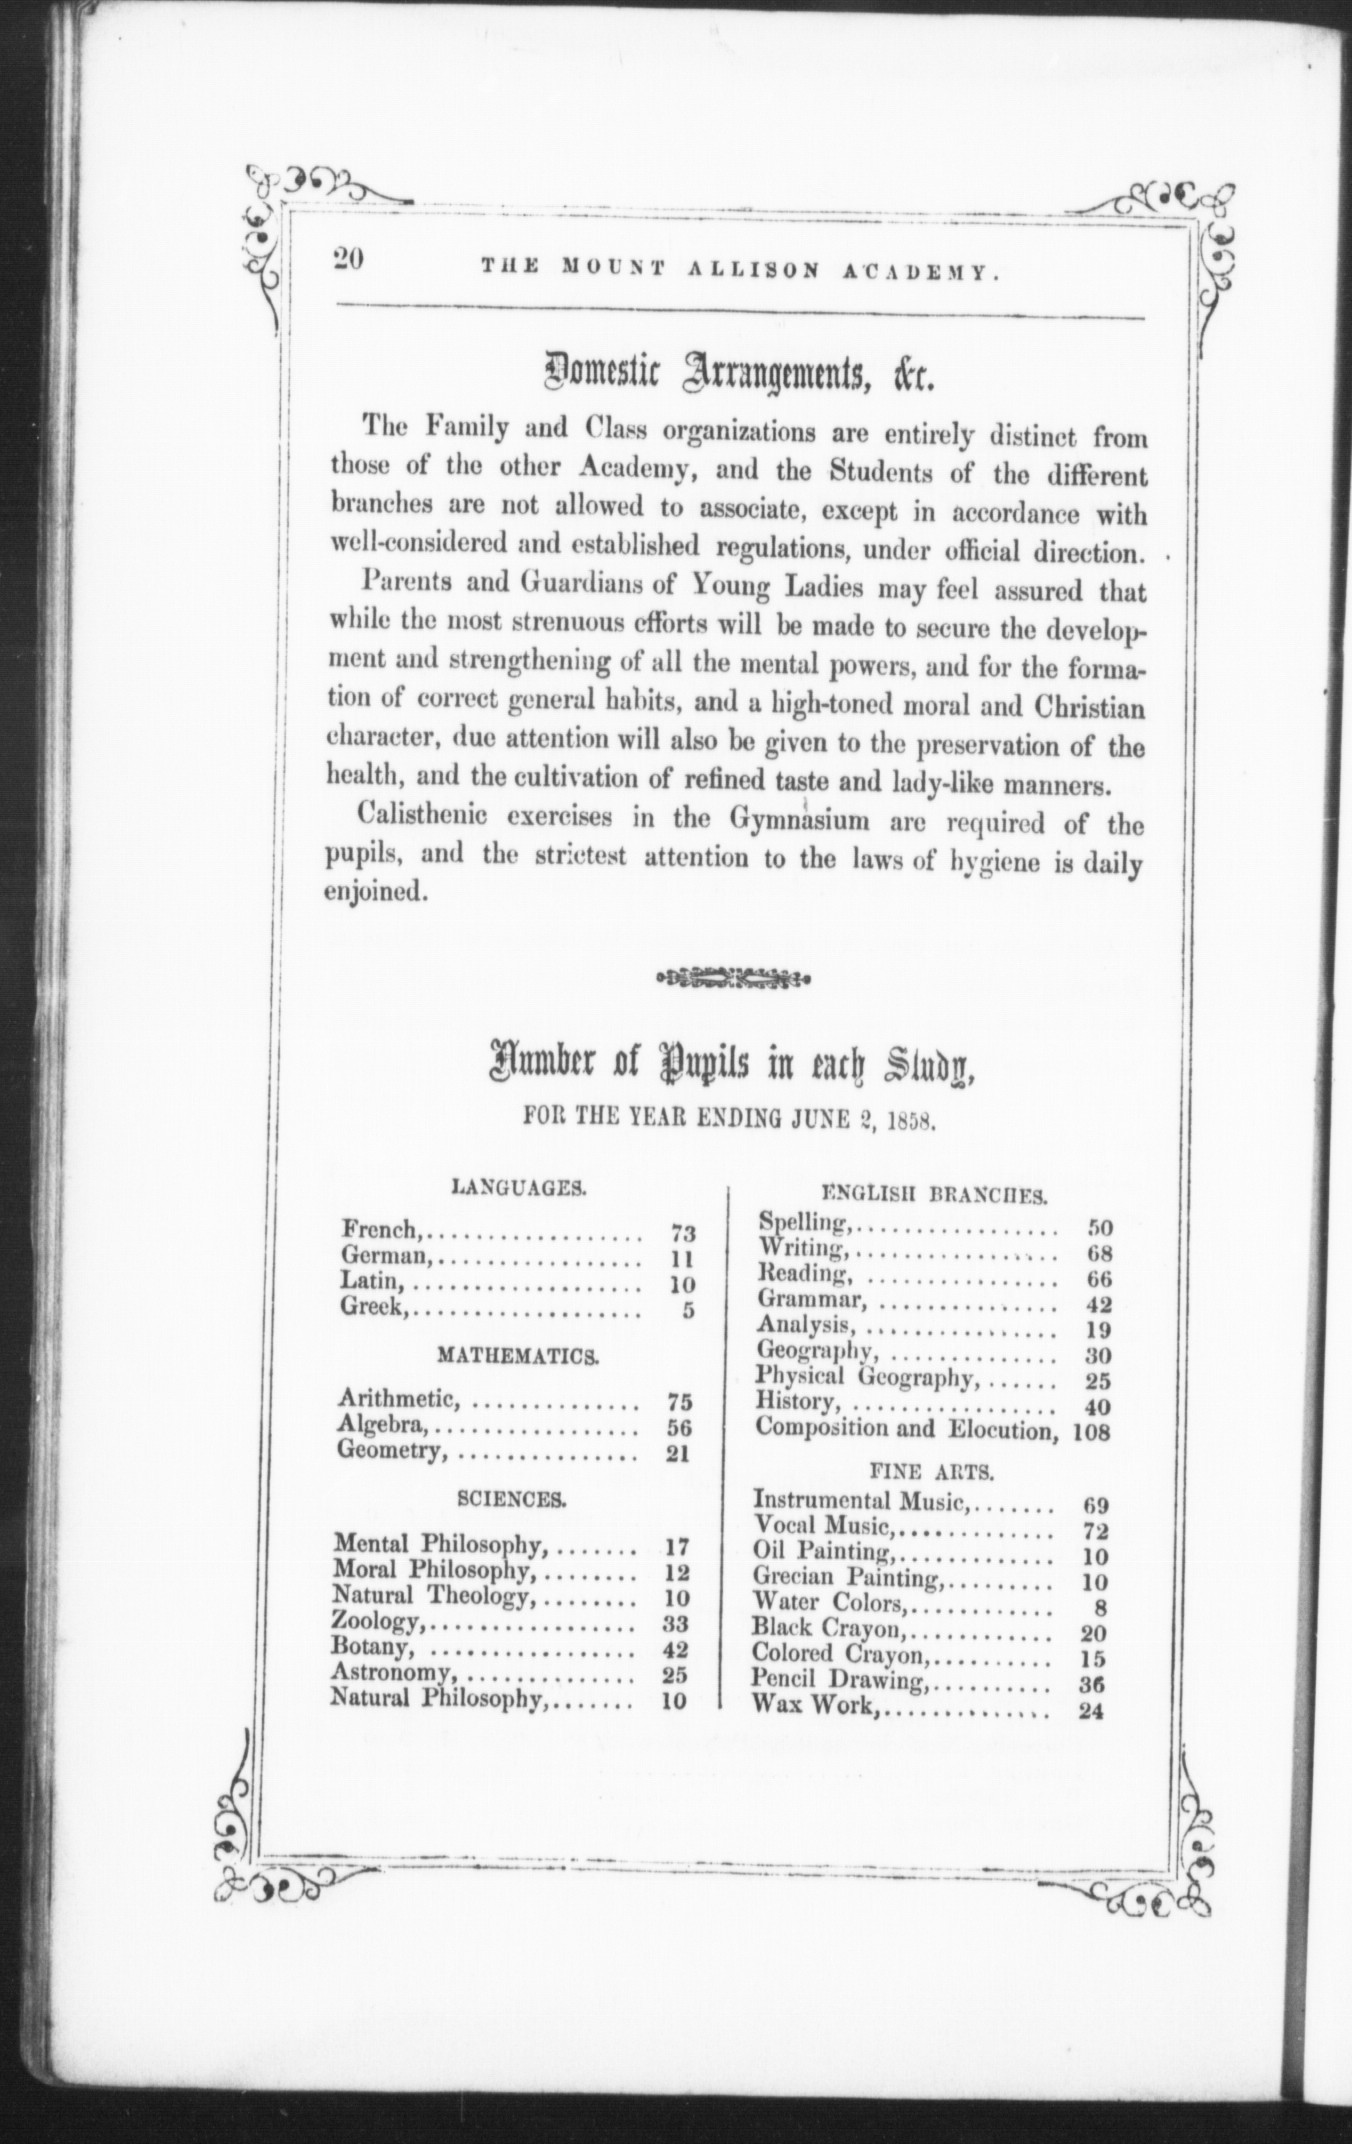 20
THE MOUNT ALLISON ACADEMY.
Domestic Arrangements, &c.
The Family and Class organizations are entirely distinct from
those of the other Academy, and the Students of the different
branches are not allowed to associate, except in accordance with
well-considered and established regulations, under official direction.
Parents and Guardians of Young Ladies may feel assured that
while the most strenuous efforts will be made to secure the develop-
ment and strengthening of all the mental powers, and for the forma-
tion of correct general habits, and a high-toned moral and Christian
character, due attention will also be given to the preservation of the
health, and the cultivation of refined taste and lady-like manners.
Calisthenic exercises in the Gymnasium are required of the
pupils, and the strictest attention to the laws of hygiene is daily
enjoined.
Number of Pupils in each Study,
FOR THE YEAR ENDING JUNE 2, 1858.
LANGUAGES.
French,.................. 73
German,................. 11
Latin, ................... 10
Greek,................... 5
MATHEMATICS.
Arithmetic, .............. 75
Algebra,................. 56
Geometry, ............... 21
SCIENCES.
Mental Philosophy,....... 17
Moral Philosophy,........ 12
Natural Theology,........ 10
Zoology,................. 33
Botany, ................. 42
Astronomy,.............. 25
Natural Philosophy,....... 10
ENGLISH BRANCHES.
Spelling,................. 50
Writing,................. 68
Reading, ................ 66
Grammar, ............... 42
Analysis, ................ 19
Geography, .............. 30
Physical Geography,...... 25
History, ................. 40
Composition and Elocution, 108
FINE ARTS.
Instrumental Music,....... 69
Vocal Music,............. 72
Oil Painting,............. 10
Grecian Painting,......... 10
Water Colors,............ 8
Black Crayon,............ 20
Colored Crayon,.......... 15
Pencil Drawing,.......... 36
Wax Work,.............. 24